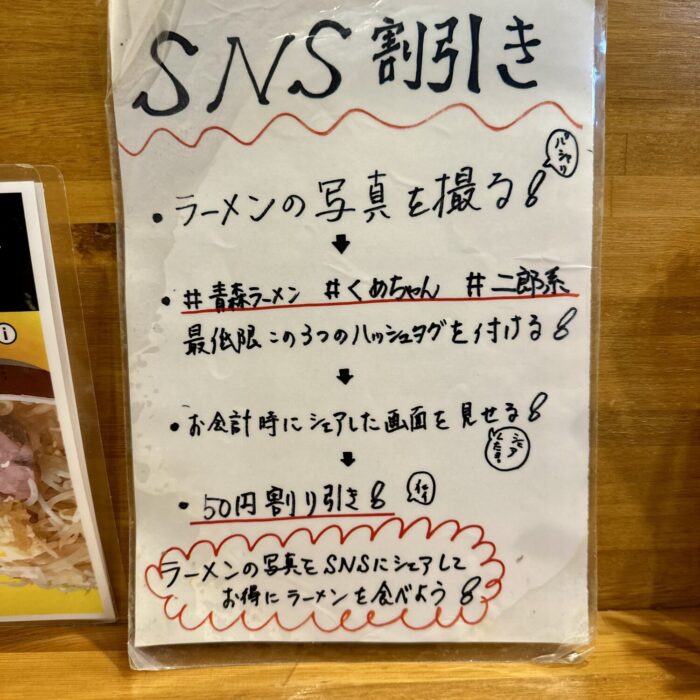 SNS 割引き
・ラーメンの写真を撮る!
パシャリ
↓
・#青森ラーメン #くめちゃん #二郎系
最低限この3つのハッシュタグを付ける!
↓
・お会計時にシェアした画面を見せる!
シェア
しました
↓
・50円割り引き!
ラーメンの写真をSNSにシェアして
お得にラーメンを食べよう!
i